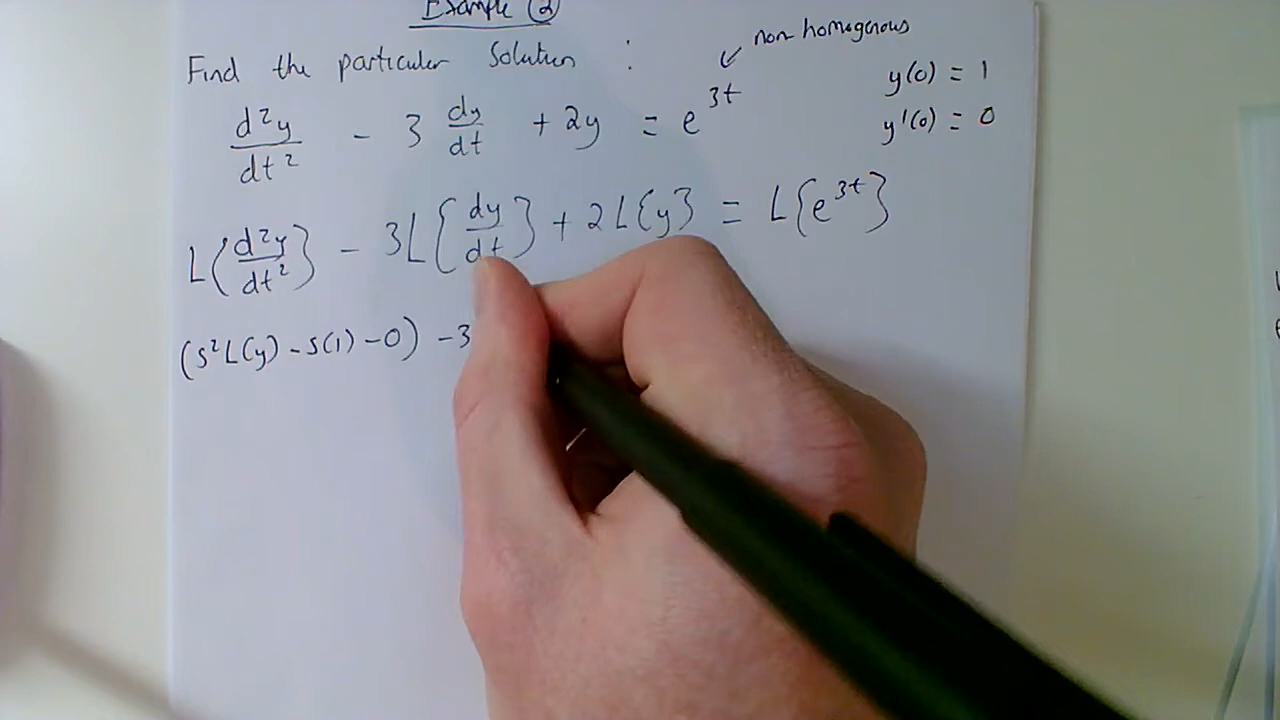 Example (2)
Find the particular Solution :
non homogenous
y(0) = 1
d²y/dt² - 3 dy/dt + 2y = e^3t
y'(0) = 0
L{d²y/dt²} - 3L{dy/dt} + 2L{y} = L{e^3t}
(s²L(y) - s(1) - 0) - 3